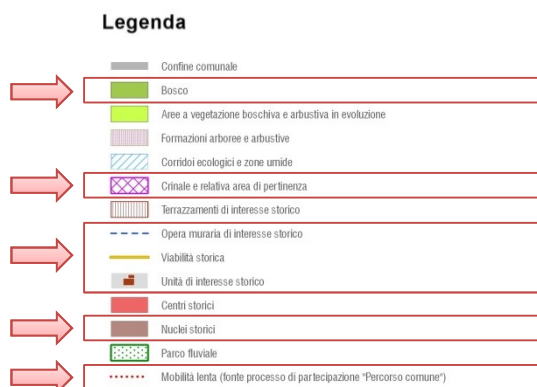 Legenda
Confine comunale
Bosco
Aree a vegetazione boschiva e arbustiva in evoluzione
Formazioni arboree e arbustive
Corridoi ecologici e zone umide
Crinale e relativa area di pertinenza
Terrazzamenti di interesse storico
Opera muraria di interesse storico
Viabilità storica
Unità di interesse storico
Centri storici
Nuclei storici
Parco fluviale
Mobilità lenta (fonte processo di partecipazione "Percorso comune")